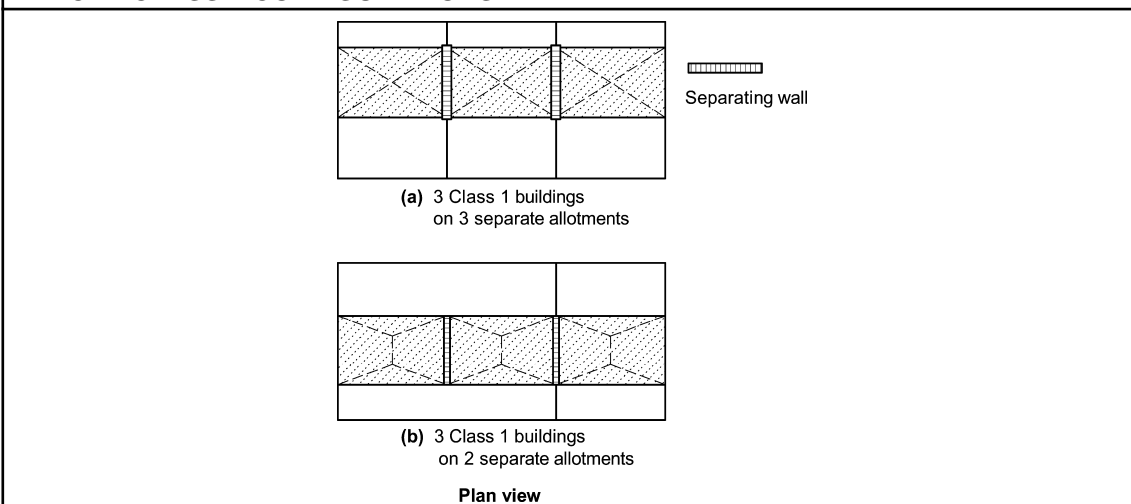 Separating wall
(a) 3 Class 1 buildings
on 3 separate allotments
(b) 3 Class 1 buildings
on 2 separate allotments
Plan view